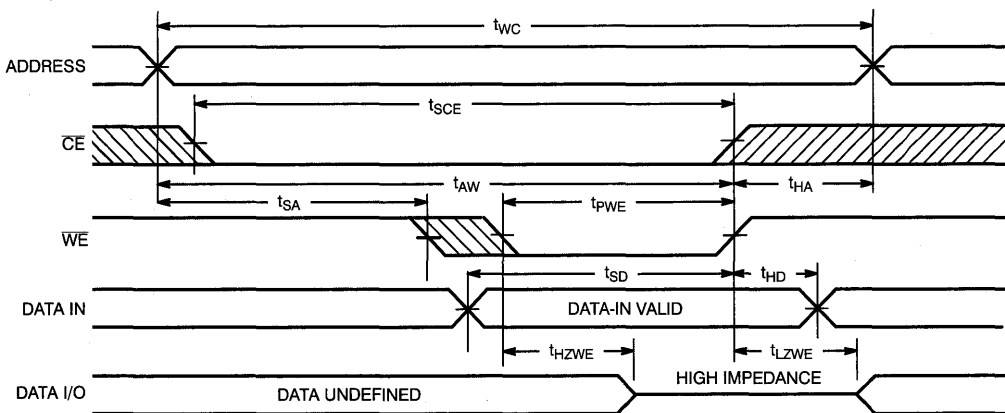 tWC
ADDRESS
tSCE
CE
tAW
tHA
tSA
tPWE
WE
tSD
tHD
DATA IN
DATA-IN VALID
tHZWE
tLZWE
DATA I/O
DATA UNDEFINED
HIGH IMPEDANCE